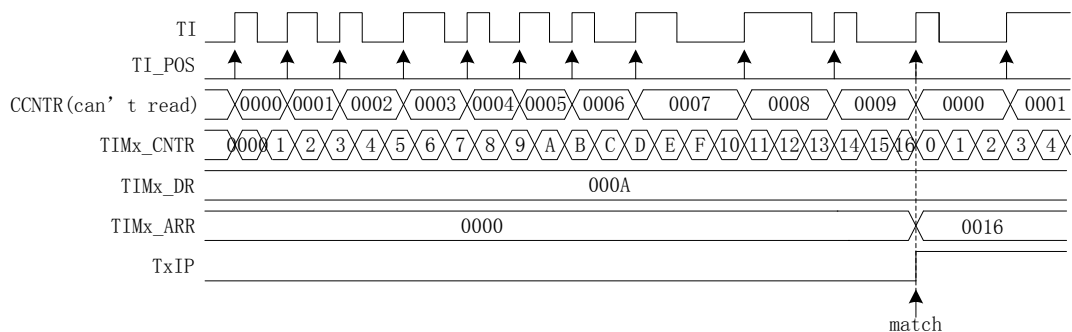 TI
TI_POS
CCNTR(can't read) 0000 0001 0002 0003 0004 0005 0006 0007 0008 0009 0000 0001
TIMx_CNTR 0000 1 2 3 4 5 6 7 8 9 A B C D E F 10 11 12 13 14 15 16 0 1 2 3 4
TIMx_DR 000A
TIMx_ARR 0000 0016
TxIP
match